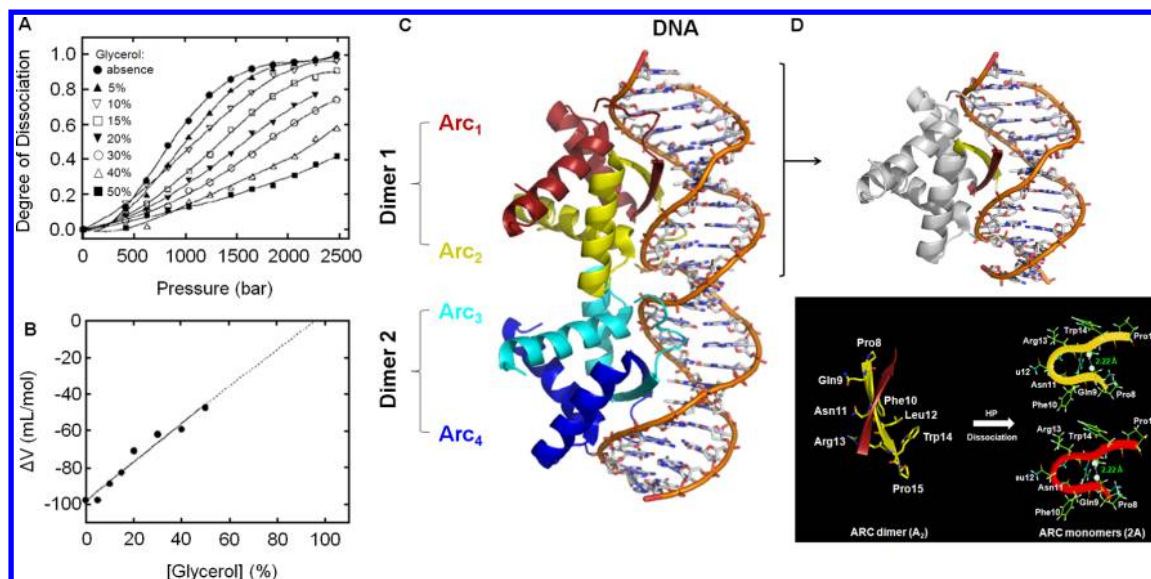 A
Degree of Dissociation
1.0
0.8
0.6
0.4
0.2
0.0
Glycerol:
absence
5%
10%
15%
20%
30%
40%
50%
0 500 1000 1500 2000 2500
Pressure (bar)
B
ΔV (mL/mol)
0
-20
-40
-60
-80
-100
0 20 40 60 80 100
[Glycerol] (%)
C
DNA
Dimer 1
Arc1
Arc2
Dimer 2
Arc3
Arc4
D
Pro8
Gln9
Phe10
Asn11
Leu12
Arg13
Trp14
Pro15
ARC dimer (A2)
HP
Dissociation
Trp14
Pro1
Arg13
2.22 Å
u12
Asn11
Gln9
Pro8
Phe10
Arg13
Trp14
Pro1
2.22 Å
eu12
Asn11
Gln9
Pro8
Phe10
ARC monomers (2A)